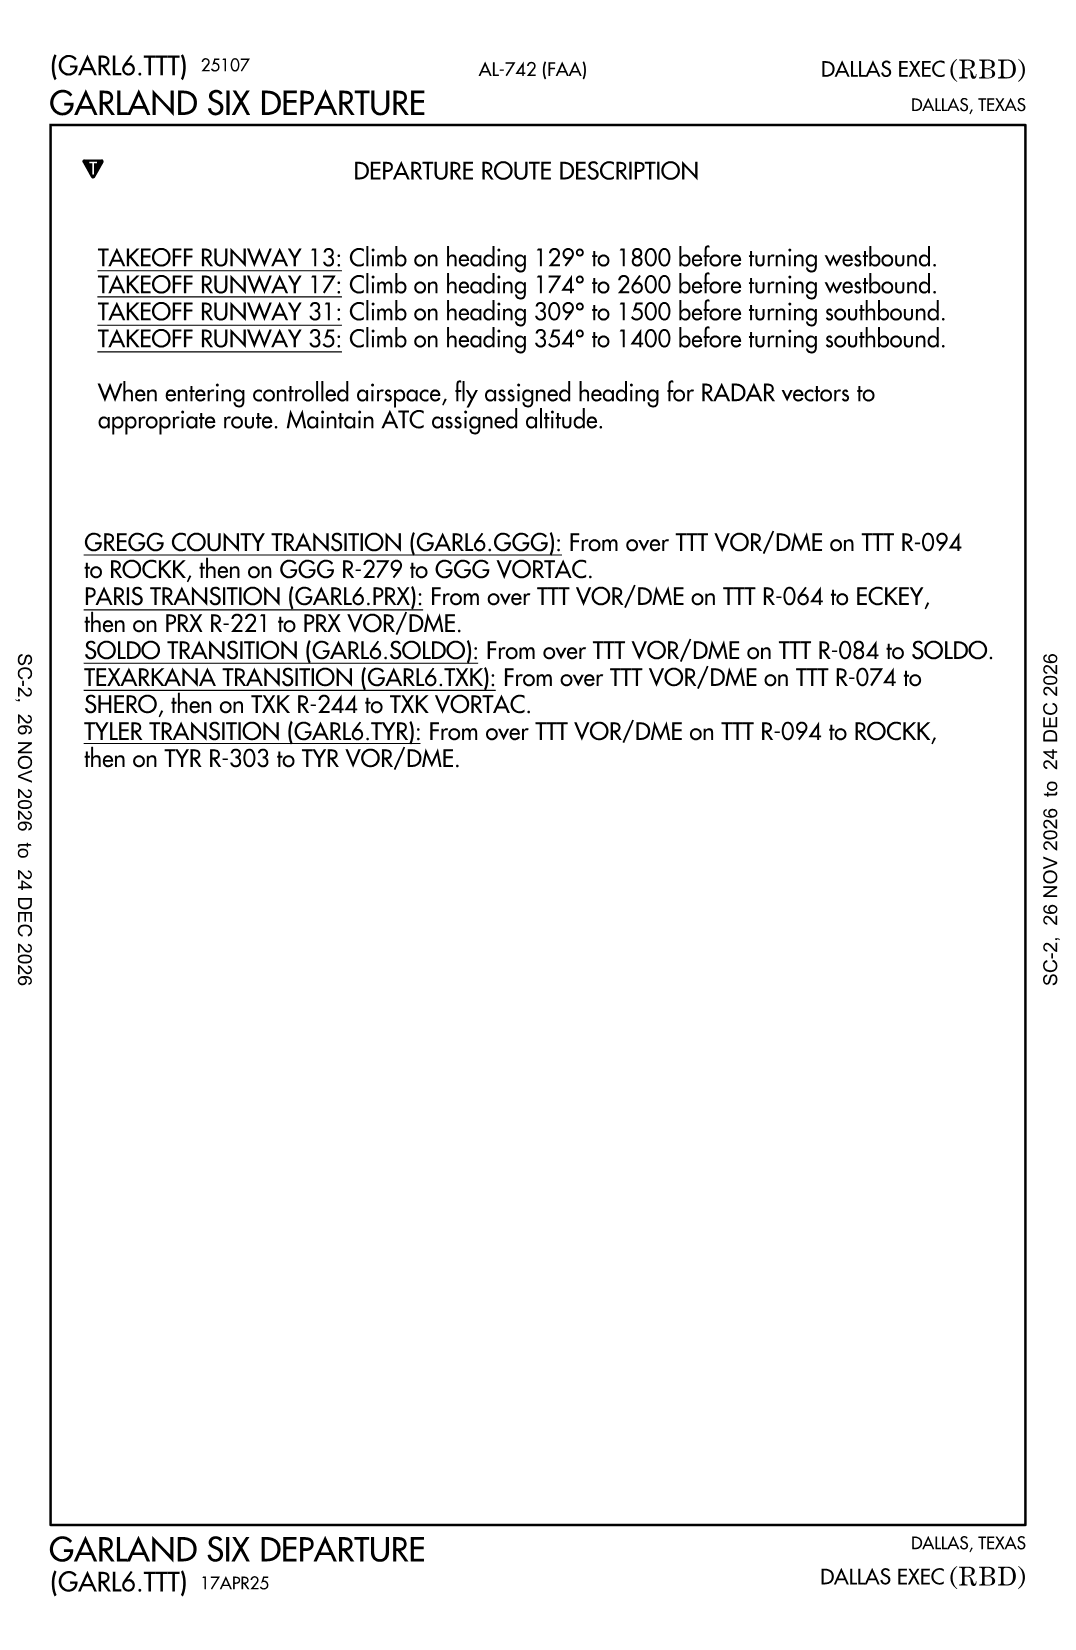 (GARL6.TTT) 25107
AL-742 (FAA)
DALLAS EXEC (RBD)
GARLAND SIX DEPARTURE
DALLAS, TEXAS
T
DEPARTURE ROUTE DESCRIPTION
TAKEOFF RUNWAY 13: Climb on heading 129° to 1800 before turning westbound.
TAKEOFF RUNWAY 17: Climb on heading 174° to 2600 before turning westbound.
TAKEOFF RUNWAY 31: Climb on heading 309° to 1500 before turning southbound.
TAKEOFF RUNWAY 35: Climb on heading 354° to 1400 before turning southbound.
When entering controlled airspace, fly assigned heading for RADAR vectors to
appropriate route. Maintain ATC assigned altitude.
GREGG COUNTY TRANSITION (GARL6.GGG): From over TTT VOR/DME on TTT R-094
to ROCKK, then on GGG R-279 to GGG VORTAC.
PARIS TRANSITION (GARL6.PRX): From over TTT VOR/DME on TTT R-064 to ECKEY,
then on PRX R-221 to PRX VOR/DME.
SOLDO TRANSITION (GARL6.SOLDO): From over TTT VOR/DME on TTT R-084 to SOLDO.
TEXARKANA TRANSITION (GARL6.TXK): From over TTT VOR/DME on TTT R-074 to
SHERO, then on TXK R-244 to TXK VORTAC.
TYLER TRANSITION (GARL6.TYR): From over TTT VOR/DME on TTT R-094 to ROCKK,
then on TYR R-303 to TYR VOR/DME.
SC-2, 26 NOV 2026 to 24 DEC 2026
SC-2, 26 NOV 2026 to 24 DEC 2026
GARLAND SIX DEPARTURE
DALLAS, TEXAS
(GARL6.TTT) 17APR25
DALLAS EXEC (RBD)